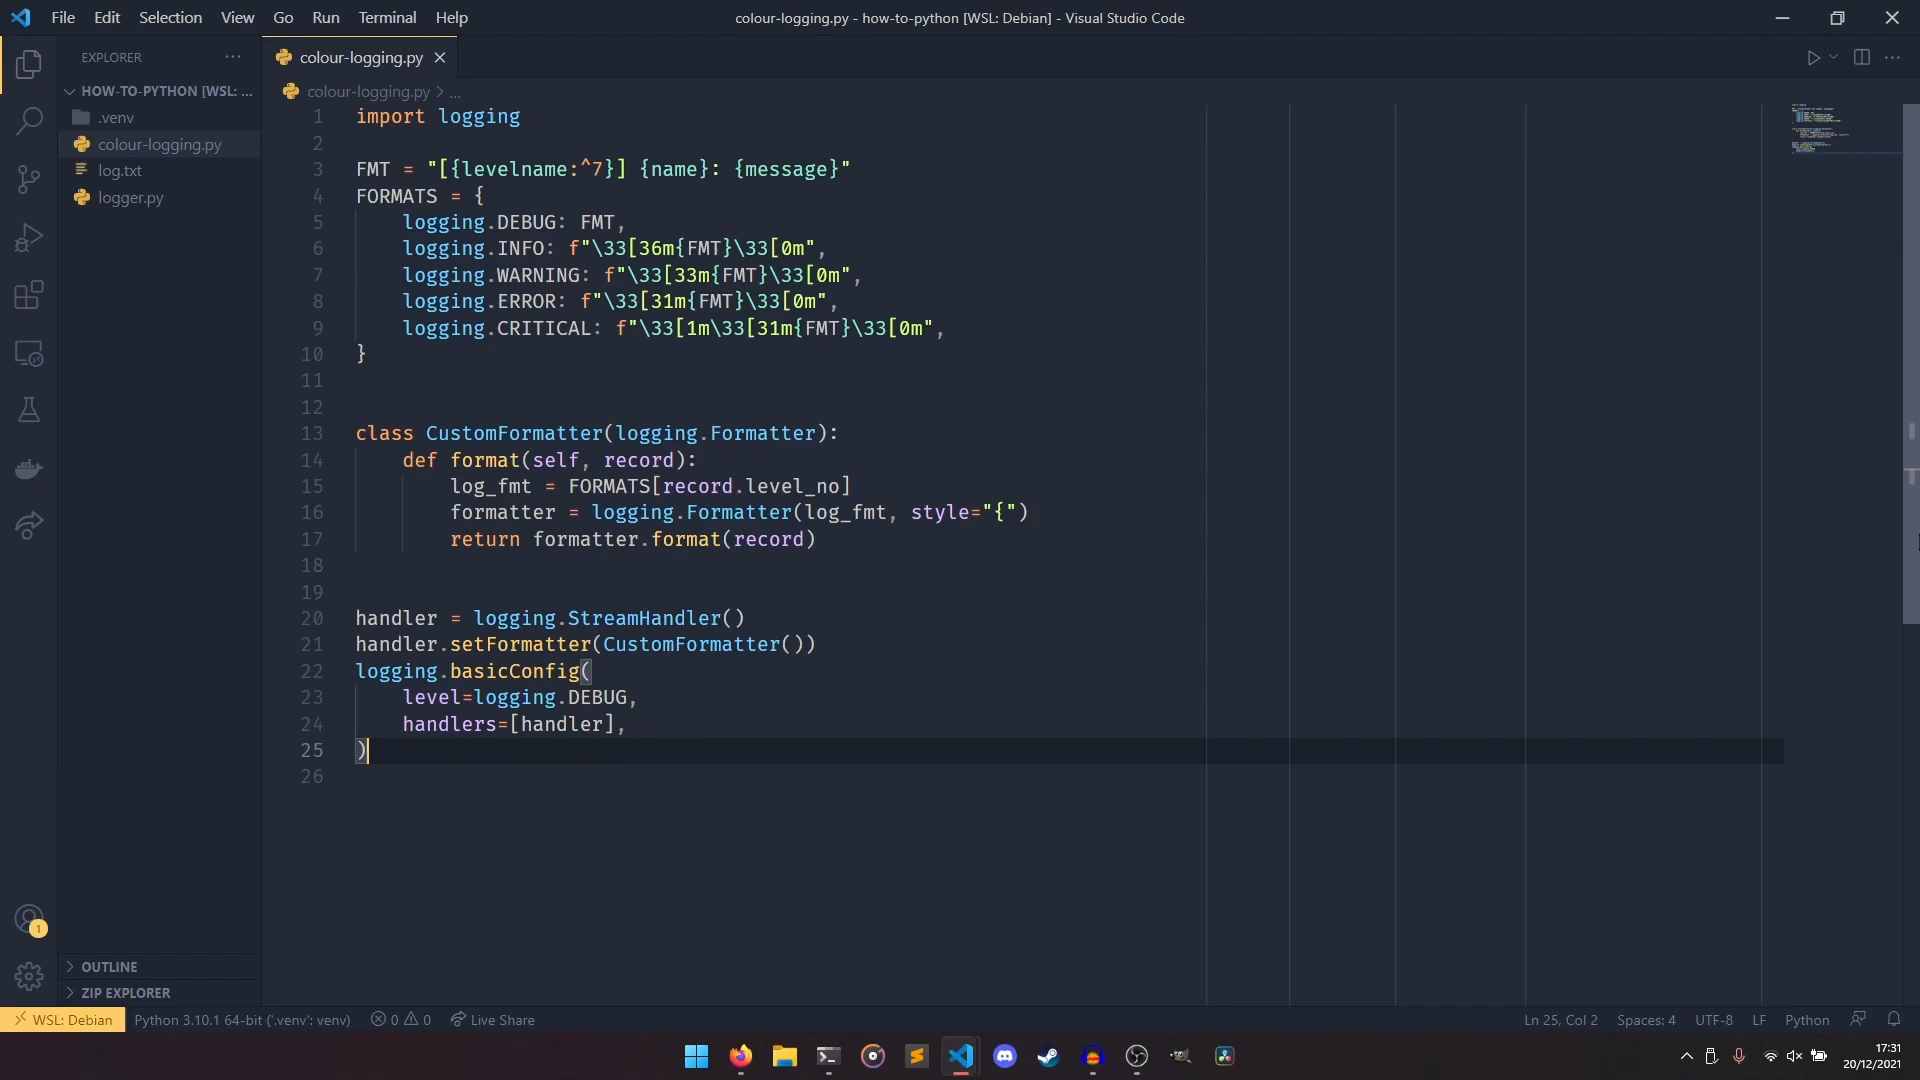 File Edit Selection View Go Run Terminal Help
colour-logging.py - how-to-python [WSL: Debian] - Visual Studio Code
EXPLORER
HOW-TO-PYTHON [WSL: ...
.venv
colour-logging.py
log.txt
logger.py
OUTLINE
ZIP EXPLORER
1
colour-logging.py
colour-logging.py > ...
1 import logging
2
3 FMT = "[{levelname:^7}] {name}: {message}"
4 FORMATS = {
5     logging.DEBUG: FMT,
6     logging.INFO: f"\33[36m{FMT}\33[0m",
7     logging.WARNING: f"\33[33m{FMT}\33[0m",
8     logging.ERROR: f"\33[31m{FMT}\33[0m",
9     logging.CRITICAL: f"\33[1m\33[31m{FMT}\33[0m",
10 }
11
12
13 class CustomFormatter(logging.Formatter):
14     def format(self, record):
15         log_fmt = FORMATS[record.level_no]
16         formatter = logging.Formatter(log_fmt, style="{")
17         return formatter.format(record)
18
19
20 handler = logging.StreamHandler()
21 handler.setFormatter(CustomFormatter())
22 logging.basicConfig(
23     level=logging.DEBUG,
24     handlers=[handler],
25 )
26
WSL: Debian Python 3.10.1 64-bit ('.venv': venv) 0 0 Live Share
Ln 25, Col 2 Spaces: 4 UTF-8 LF Python
17:31
20/12/2021